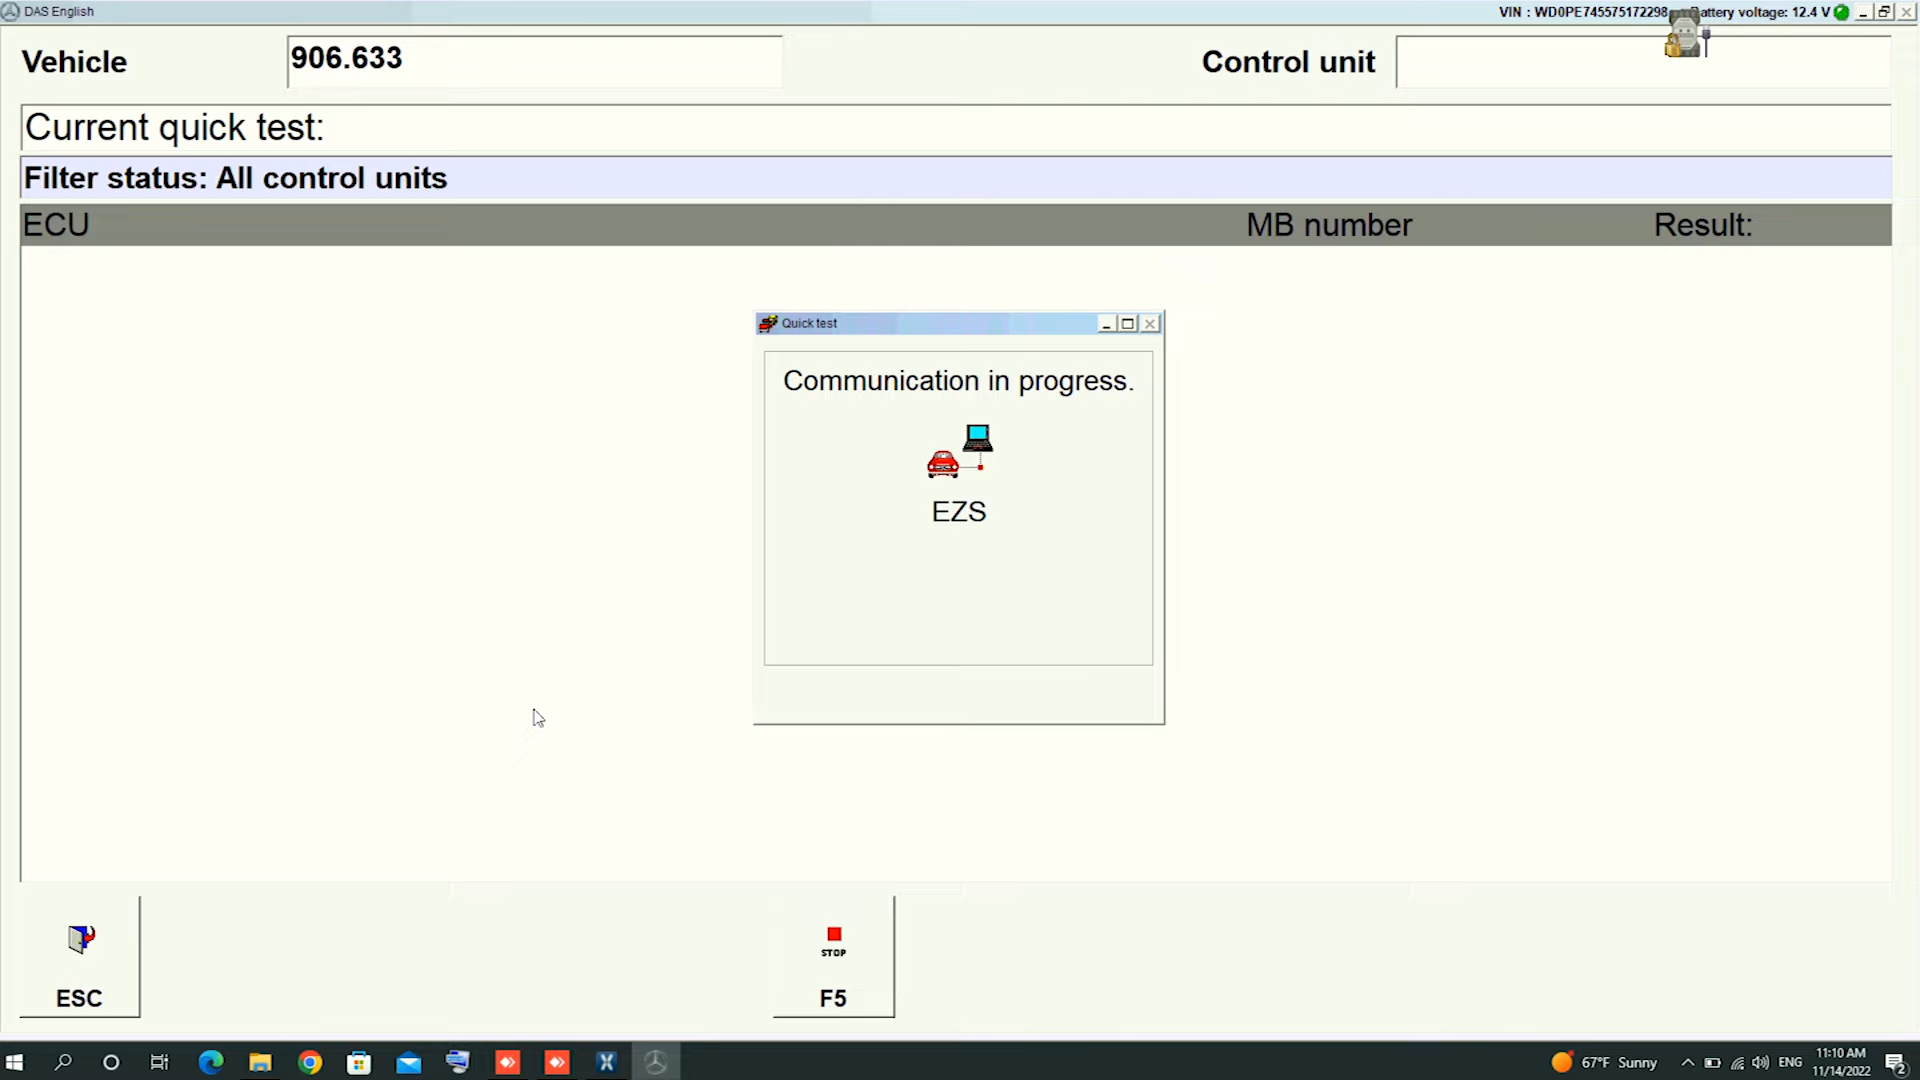 DAS English
VIN : WD0PE745575172298
Battery voltage: 12.4 V
Vehicle
906.633
Control unit
Current quick test:
Filter status: All control units
ECU
MB number
Result:
Quick test
Communication in progress.
EZS
STOP
ESC
F5
67°F Sunny
ENG
11:10 AM
11/14/2022
2